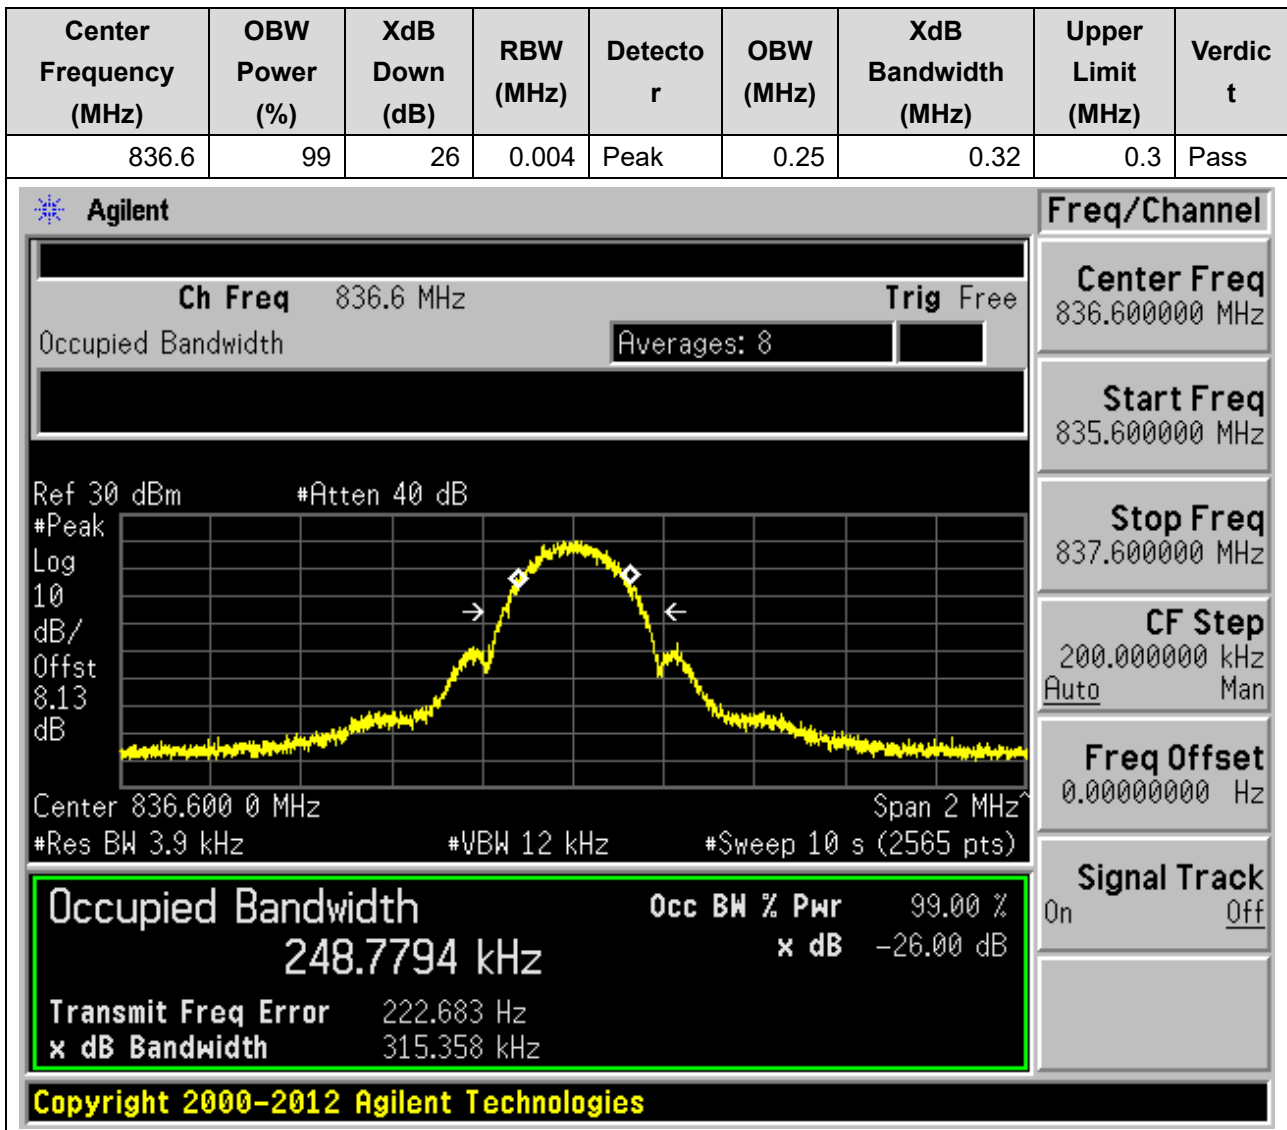 Center Frequency (MHz) OBW Power (%) XdB Down (dB) RBW (MHz) Detecto r OBW (MHz) XdB Bandwidth (MHz) Upper Limit (MHz) Verdic t
836.6 99 26 0.004 Peak 0.25 0.32 0.3 Pass
Agilent
Ch Freq 836.6 MHz Trig Free
Occupied Bandwidth Averages: 8
Ref 30 dBm #Atten 40 dB
#Peak
Log
10
dB/
Offst
8.13
dB
Center 836.600 0 MHz Span 2 MHz^
#Res BW 3.9 kHz #VBW 12 kHz #Sweep 10 s (2565 pts)
Occupied Bandwidth Occ BW % Pwr 99.00 %
248.7794 kHz x dB -26.00 dB
Transmit Freq Error 222.683 Hz
x dB Bandwidth 315.358 kHz
Copyright 2000-2012 Agilent Technologies
Freq/Channel
Center Freq
836.600000 MHz
Start Freq
835.600000 MHz
Stop Freq
837.600000 MHz
CF Step
200.000000 kHz
Auto Man
Freq Offset
0.00000000 Hz
Signal Track
On Off